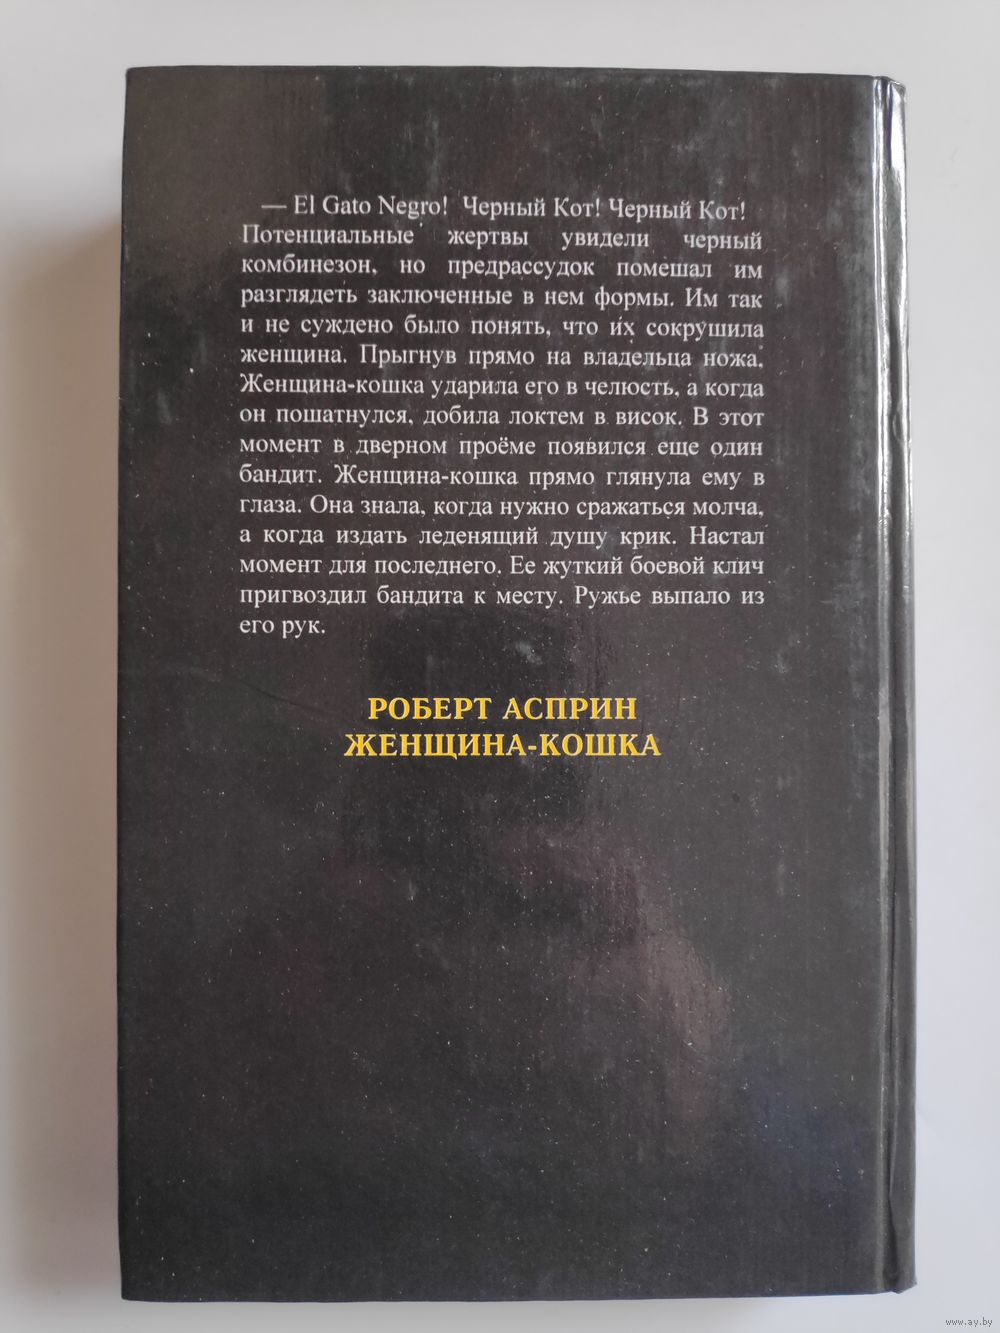 — El Gato Negro! Черный Кот! Черный Кот!
Потенциальные жертвы увидели черный
комбинезон, но предрассудок помешал им
разглядеть заключенные в нем формы. Им так
и не суждено было понять, что их сокрушила
женщина. Прыгнув прямо на владельца ножа,
Женщина-кошка ударила его в челюсть, а когда
он пошатнулся, добила локтем в висок. В этот
момент в дверном проёме появился еще один
бандит. Женщина-кошка прямо глянула ему в
глаза. Она знала, когда нужно сражаться молча,
а когда издать леденящий душу крик. Настал
момент для последнего. Ее жуткий боевой клич
пригвоздил бандита к месту. Ружье выпало из
его рук.
РОБЕРТ АСПРИН
ЖЕНЩИНА-КОШКА
www.ay.by